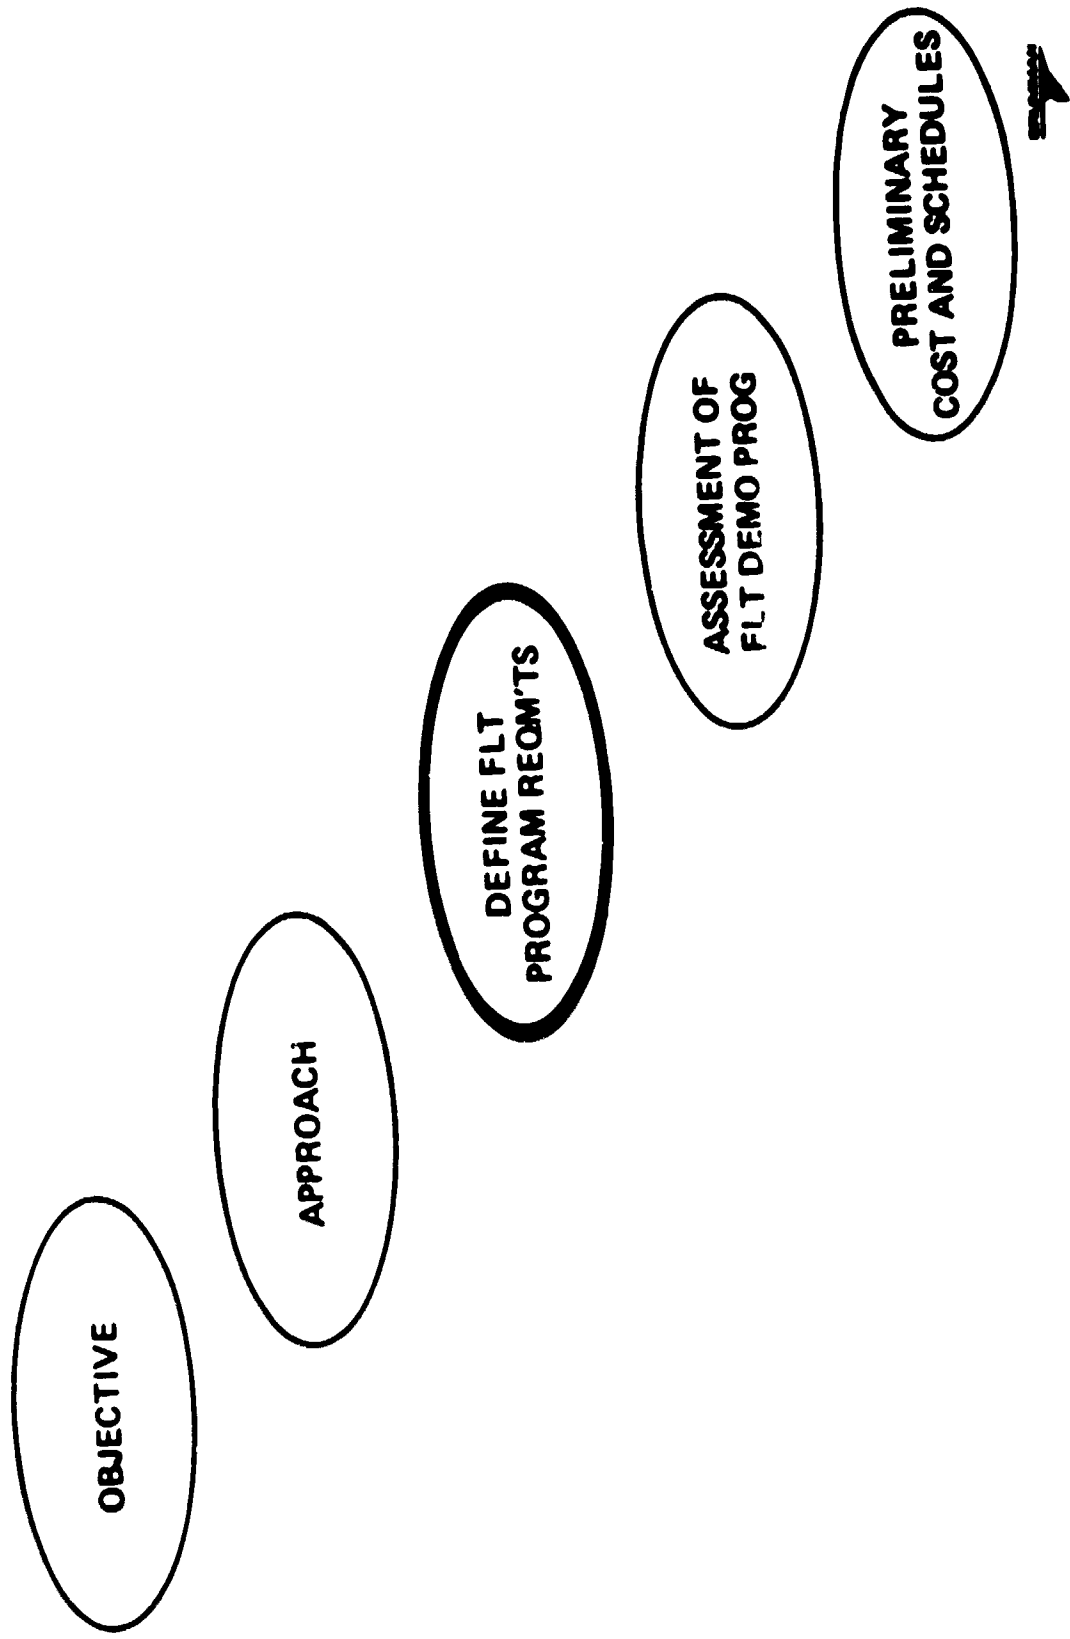 OBJECTIVE
APPROACH
DEFINE FLT
PROGRAM REQM'TS
ASSESSMENT OF
FLT DEMO PROG
PRELIMINARY
COST AND SCHEDULES